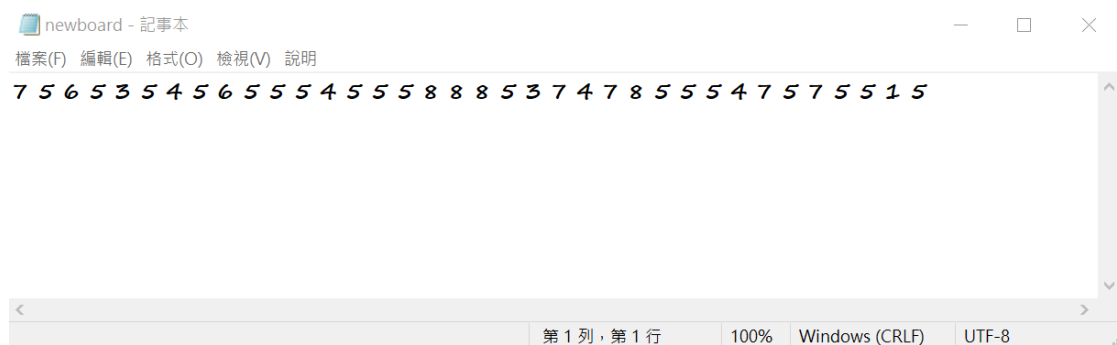 newboard - 記事本
檔案(F) 編輯(E) 格式(O) 檢視(V) 說明
7 5 6 5 3 5 4 5 6 5 5 5 4 5 5 5 8 8 8 5 3 7 4 7 8 5 5 5 4 7 5 7 5 5 1 5
第 1 列，第 1 行 100% Windows (CRLF) UTF-8